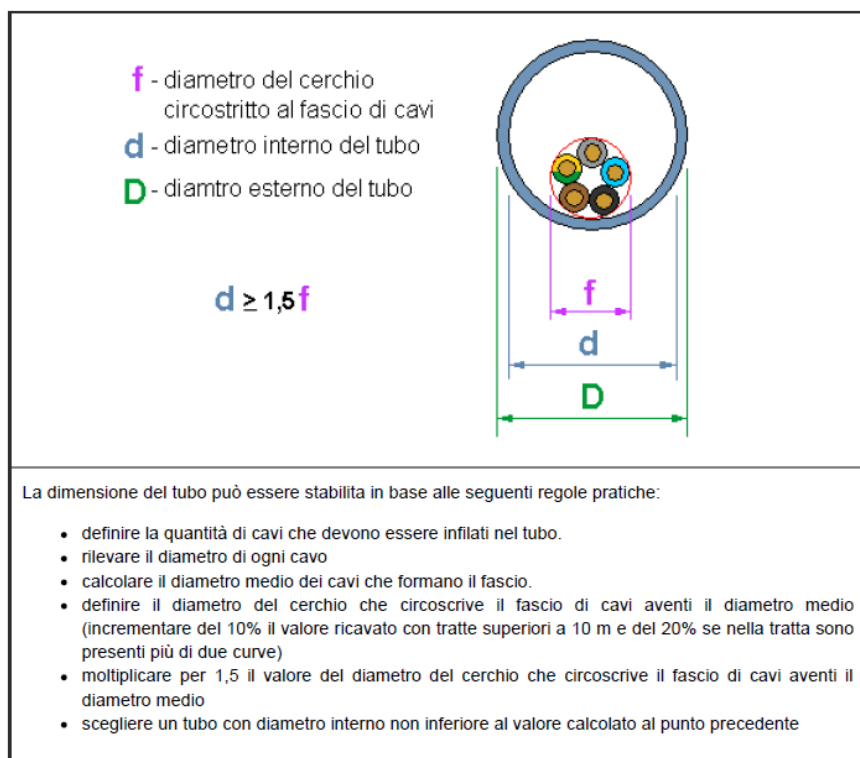 f - diametro del cerchio
circostritto al fascio di cavi
d - diametro interno del tubo
D - diamtro esterno del tubo
d ≥ 1,5 f
f
d
D
La dimensione del tubo può essere stabilita in base alle seguenti regole pratiche:
• definire la quantità di cavi che devono essere infilati nel tubo.
• rilevare il diametro di ogni cavo
• calcolare il diametro medio dei cavi che formano il fascio.
• definire il diametro del cerchio che circoscrive il fascio di cavi aventi il diametro medio
(incrementare del 10% il valore ricavato con tratte superiori a 10 m e del 20% se nella tratta sono
presenti più di due curve)
• moltiplicare per 1,5 il valore del diametro del cerchio che circoscrive il fascio di cavi aventi il
diametro medio
• scegliere un tubo con diametro interno non inferiore al valore calcolato al punto precedente